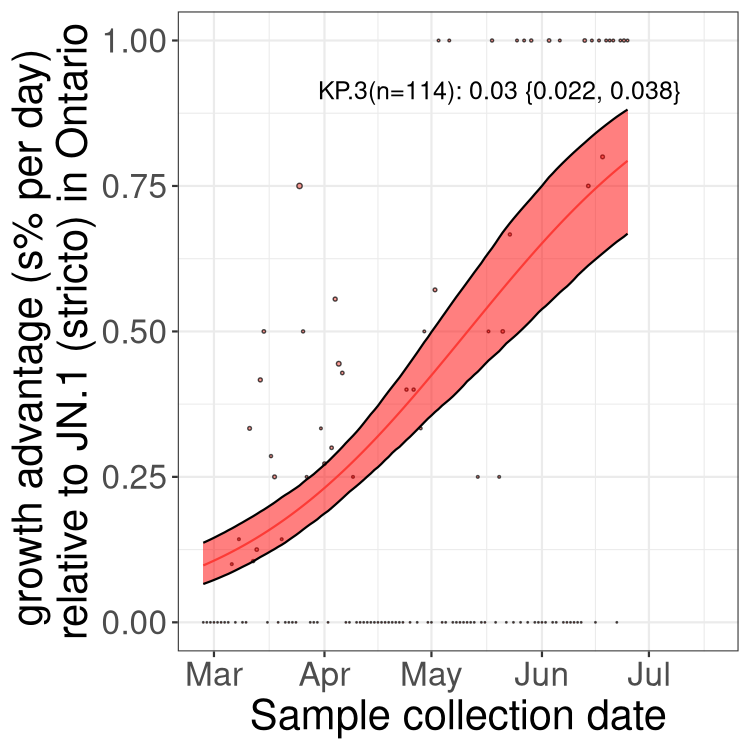 growth advantage (s% per day)
relative to JN.1 (stricto) in Ontario
1.00
0.75
0.50
0.25
0.00
KP.3(n=114): 0.03 {0.022, 0.038}
Mar Apr May Jun Jul
Sample collection date